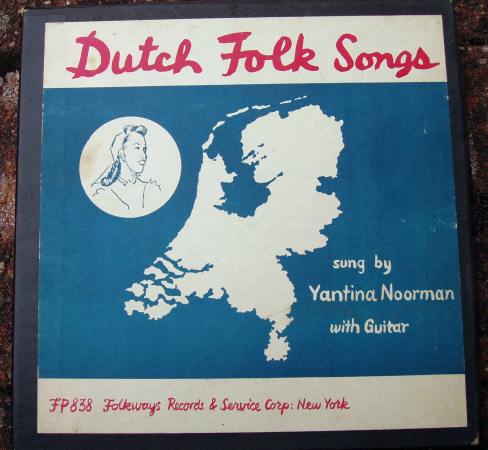 Dutch Folk Songs
sung by
Yantina Noorman
with Guitar
FP838 Folkways Records & Service Corp: New York